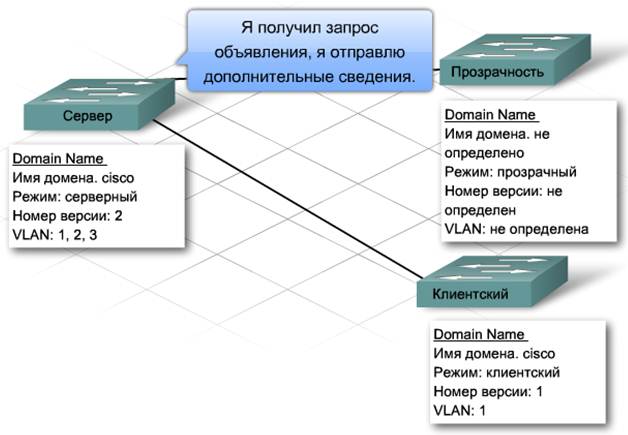 Я получил запрос
объявления, я отправлю
дополнительные сведения.
Прозрачность
Сервер
Domain Name
Имя домена. cisco
Режим: серверный
Номер версии: 2
VLAN: 1, 2, 3
Domain Name
Имя домена. не
определено
Режим: прозрачный
Номер версии: не
определен
VLAN: не определена
Клиентский
Domain Name
Имя домена. cisco
Режим: клиентский
Номер версии: 1
VLAN: 1